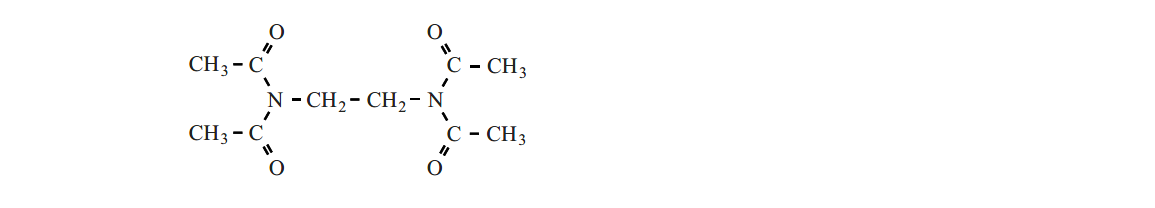 O O
CH₃ – C C – CH₃
N – CH₂ – CH₂ – N
CH₃ – C C – CH₃
O O